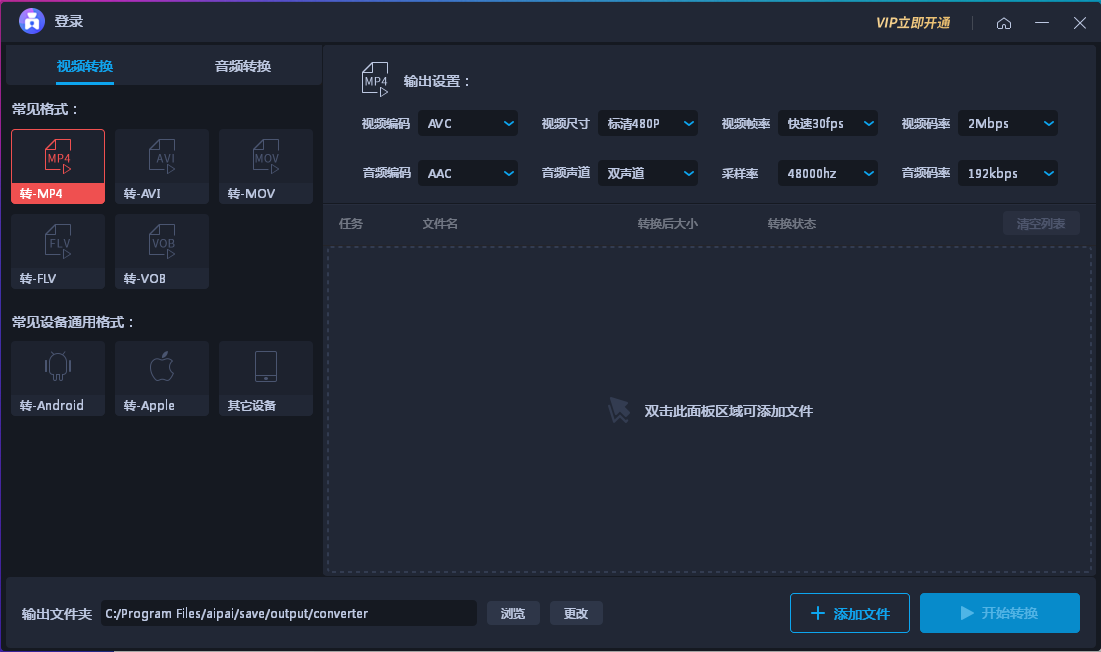 登录
VIP立即开通
视频转换 音频转换
常见格式：
MP4
转-MP4
AVI
转-AVI
MOV
转-MOV
FLV
转-FLV
VOB
转-VOB
常见设备通用格式：
转-Android
转-Apple
其它设备
MP4
输出设置：
视频编码 AVC 视频尺寸 标清480P 视频帧率 快速30fps 视频码率 2Mbps
音频编码 AAC 音频声道 双声道 采样率 48000hz 音频码率 192kbps
任务 文件名 转换后大小 转换状态 清空列表
双击此面板区域可添加文件
输出文件夹 C:/Program Files/aipai/save/output/converter 浏览 更改 添加文件 开始转换